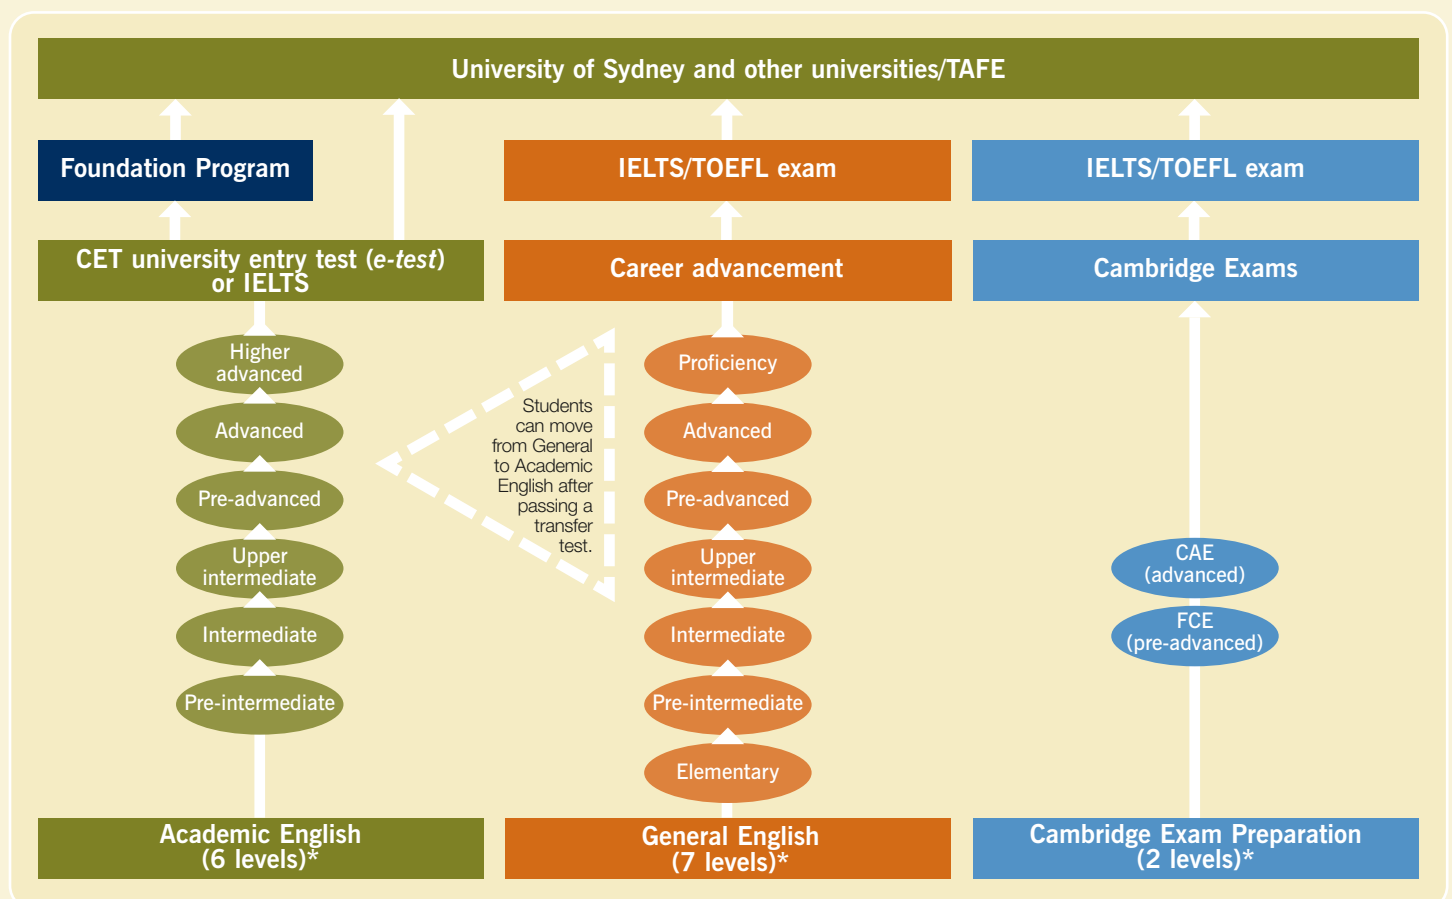 University of Sydney and other universities/TAFE
Foundation Program
IELTS/TOEFL exam
IELTS/TOEFL exam
CET university entry test (e-test)
or IELTS
Career advancement
Cambridge Exams
Higher
advanced
Advanced
Pre-advanced
Upper
intermediate
Intermediate
Pre-intermediate
Students
can move
from General
to Academic
English after
passing a
transfer
test.
Proficiency
Advanced
Pre-advanced
Upper
intermediate
Intermediate
Pre-intermediate
Elementary
CAE
(advanced)
FCE
(pre-advanced)
Academic English
(6 levels)*
General English
(7 levels)*
Cambridge Exam Preparation
(2 levels)*